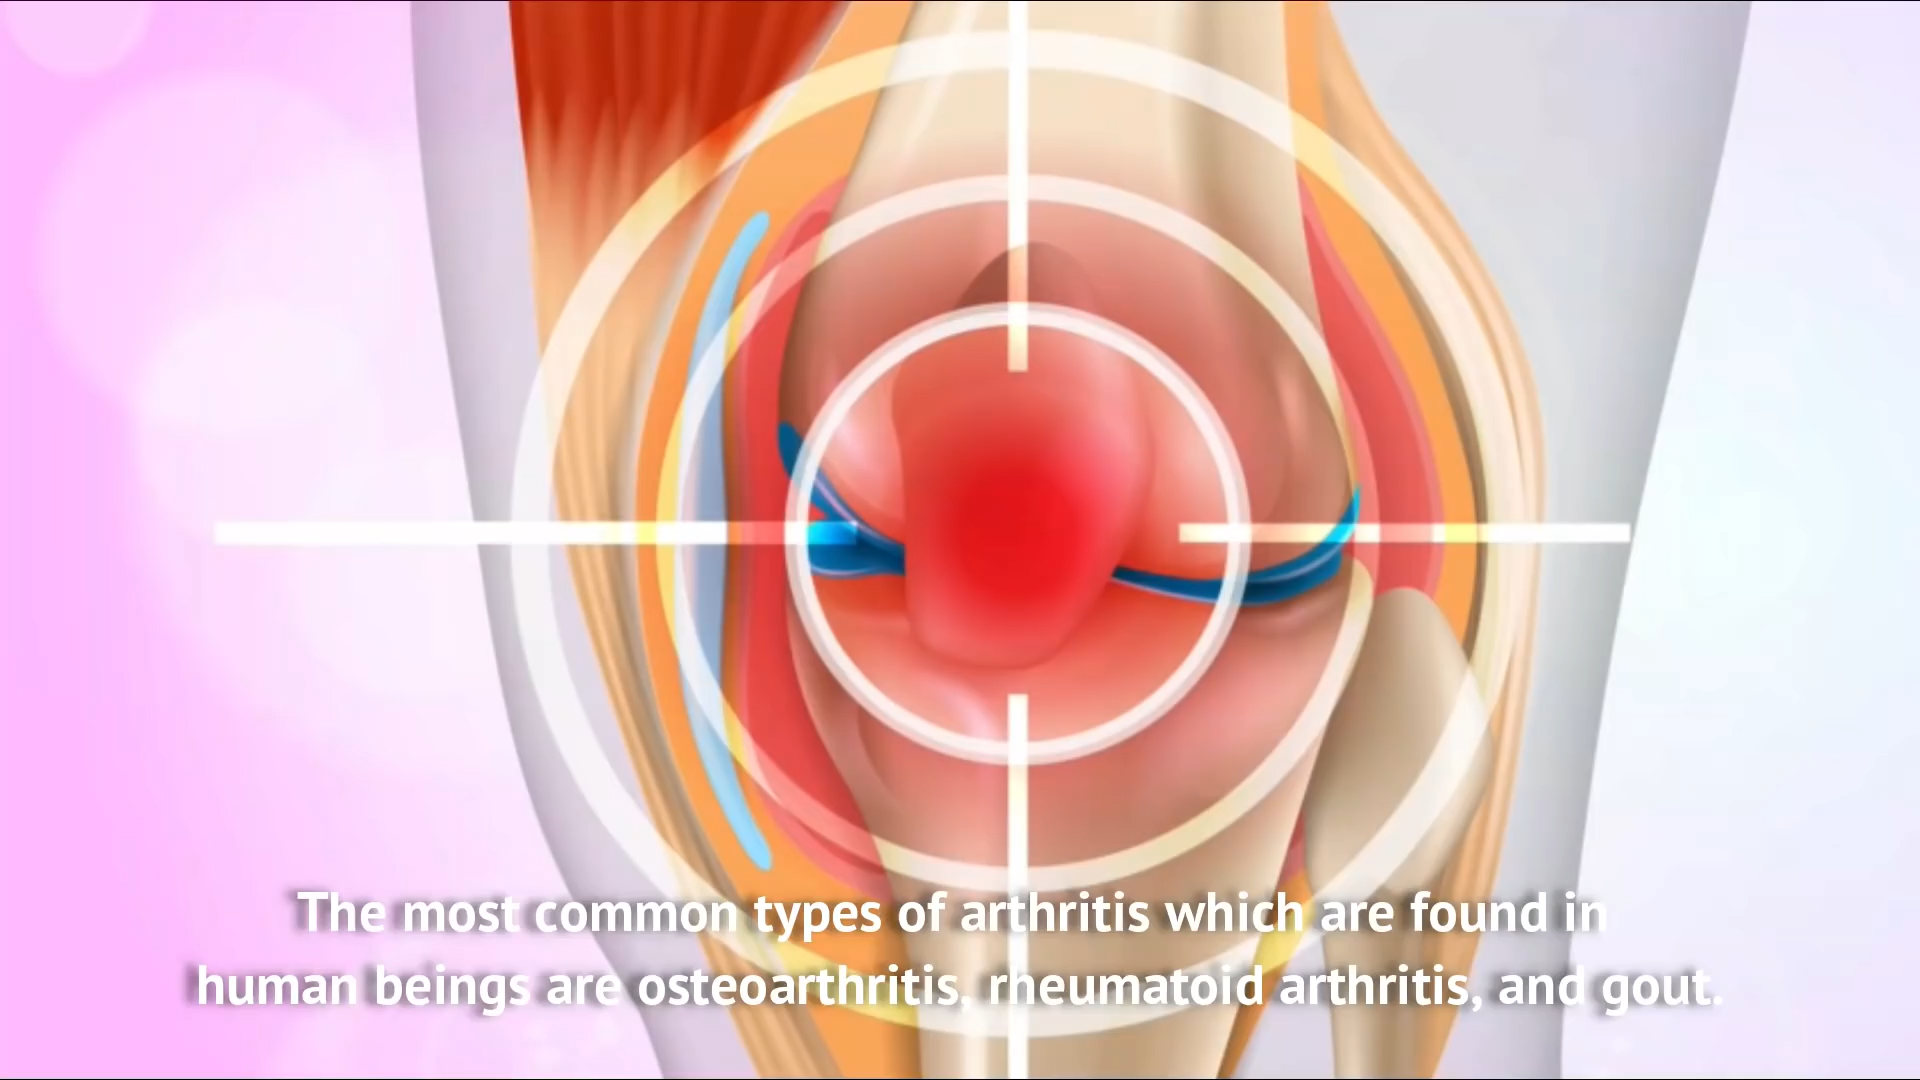 The most common types of arthritis which are found in
human beings are osteoarthritis, rheumatoid arthritis, and gout.